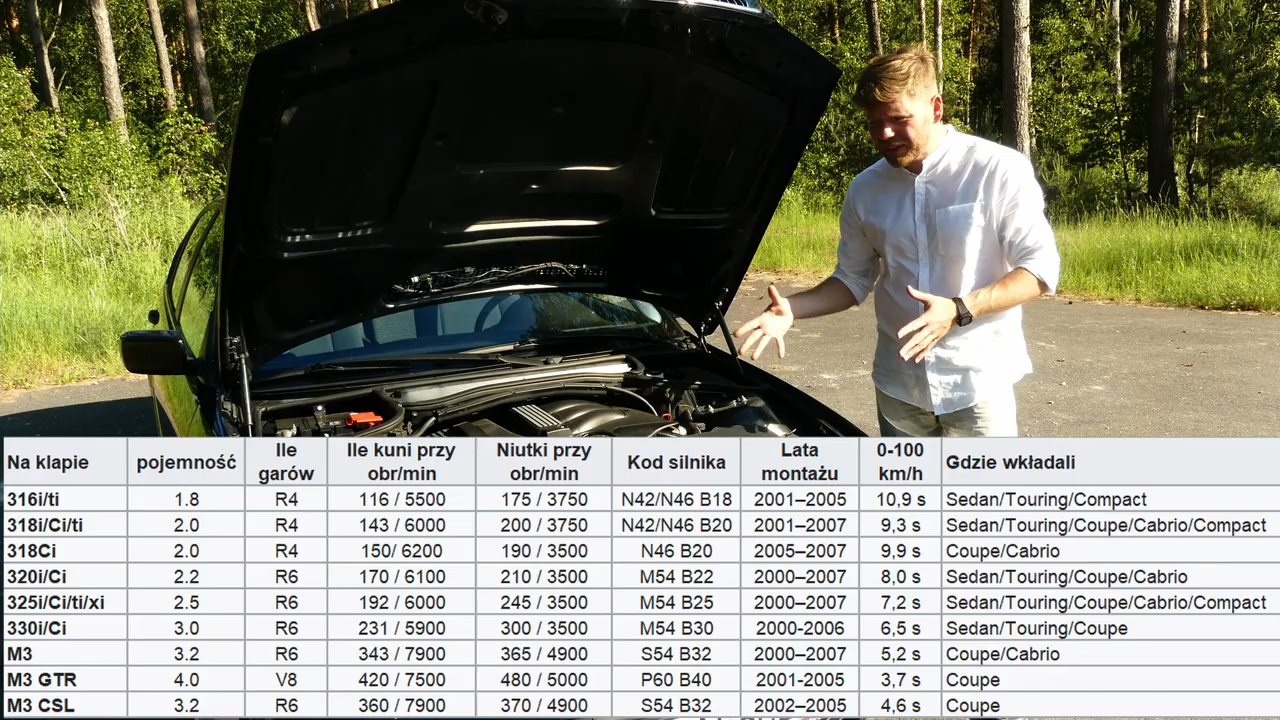 Na klapie pojemność Ile garów Ile kuni przy obr/min Niutki przy obr/min Kod silnika Lata montażu 0-100 km/h Gdzie wkładali
316i/ti 1.8 R4 116 / 5500 175 / 3750 N42/N46 B18 2001–2005 10,9 s Sedan/Touring/Compact
318i/Ci/ti 2.0 R4 143 / 6000 200 / 3750 N42/N46 B20 2001–2007 9,3 s Sedan/Touring/Coupe/Cabrio/Compact
318Ci 2.0 R4 150/ 6200 190 / 3500 N46 B20 2005–2007 9,9 s Coupe/Cabrio
320i/Ci 2.2 R6 170 / 6100 210 / 3500 M54 B22 2000–2007 8,0 s Sedan/Touring/Coupe/Cabrio
325i/Ci/ti/xi 2.5 R6 192 / 6000 245 / 3500 M54 B25 2000–2007 7,2 s Sedan/Touring/Coupe/Cabrio/Compact
330i/Ci 3.0 R6 231 / 5900 300 / 3500 M54 B30 2000-2006 6,5 s Sedan/Touring/Coupe
M3 3.2 R6 343 / 7900 365 / 4900 S54 B32 2000–2007 5,2 s Coupe/Cabrio
M3 GTR 4.0 V8 420 / 7500 480 / 5000 P60 B40 2001-2005 3,7 s Coupe
M3 CSL 3.2 R6 360 / 7900 370 / 4900 S54 B32 2002–2005 4,6 s Coupe